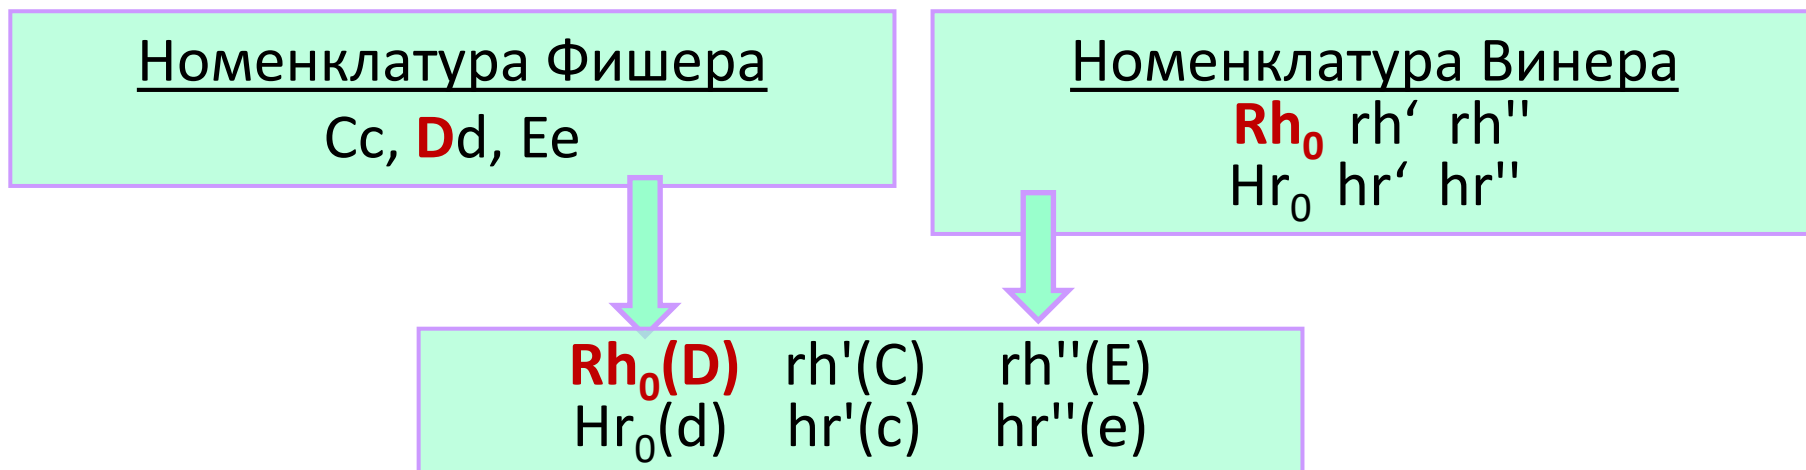 Номенклатура Фишера
Cc, Dd, Ee
Номенклатура Винера
Rh₀ rh‘ rh''
Hr₀ hr‘ hr''
Rh₀(D) rh'(C) rh''(E)
Hr₀(d) hr'(c) hr''(e)